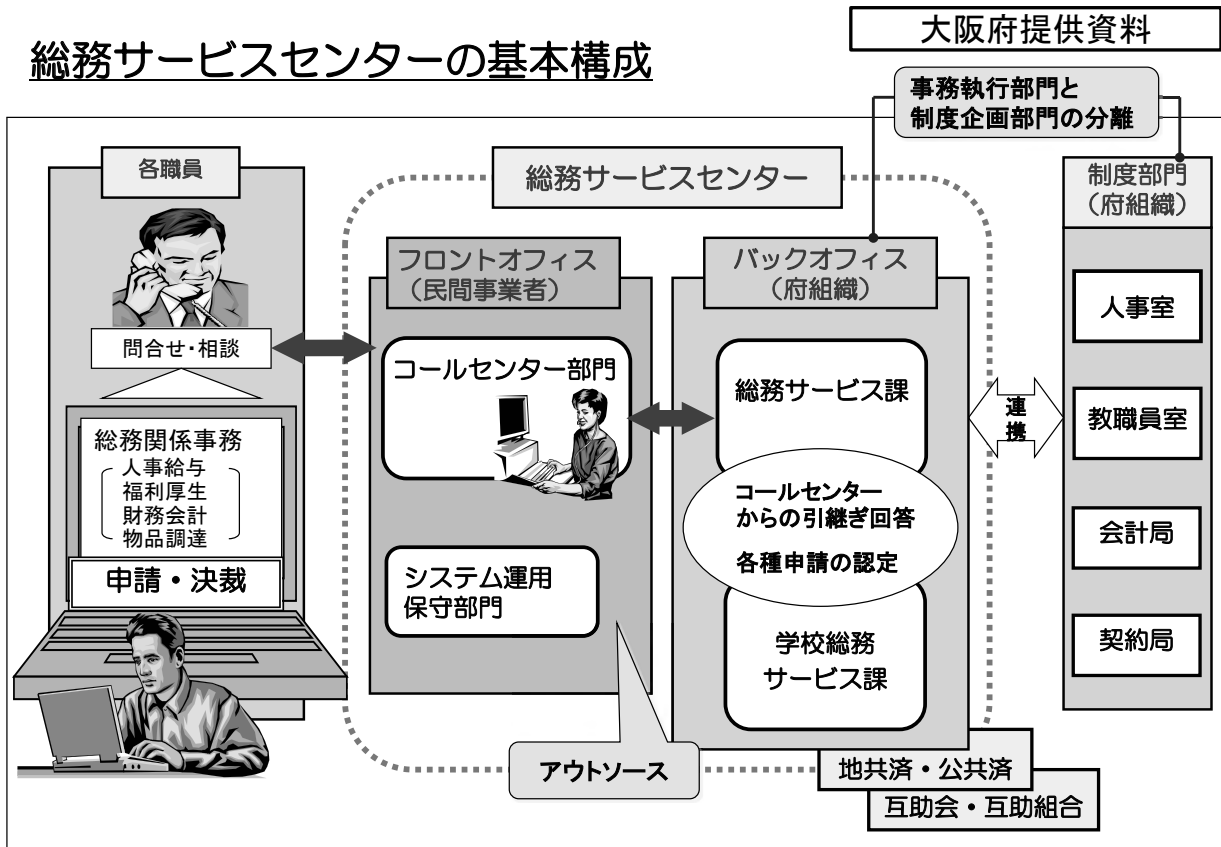 大阪府提供資料
総務サービスセンターの基本構成
事務執行部門と
制度企画部門の分離
各職員
問合せ・相談
総務関係事務
人事給与
福利厚生
財務会計
物品調達
申請・決裁
総務サービスセンター
フロントオフィス
（民間事業者）
コールセンター部門
システム運用
保守部門
アウトソース
バックオフィス
（府組織）
総務サービス課
コールセンター
からの引継ぎ回答
各種申請の認定
学校総務
サービス課
地共済・公共済
互助会・互助組合
連
携
制度部門
（府組織）
人事室
教職員室
会計局
契約局